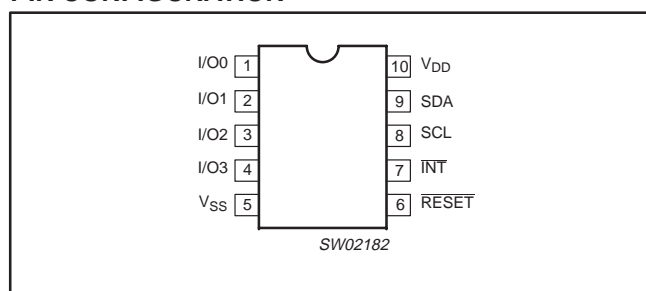 PIN CONFIGURATION
I/O0 1
I/O1 2
I/O2 3
I/O3 4
VSS 5
10 VDD
9 SDA
8 SCL
7 INT
6 RESET
SW02182